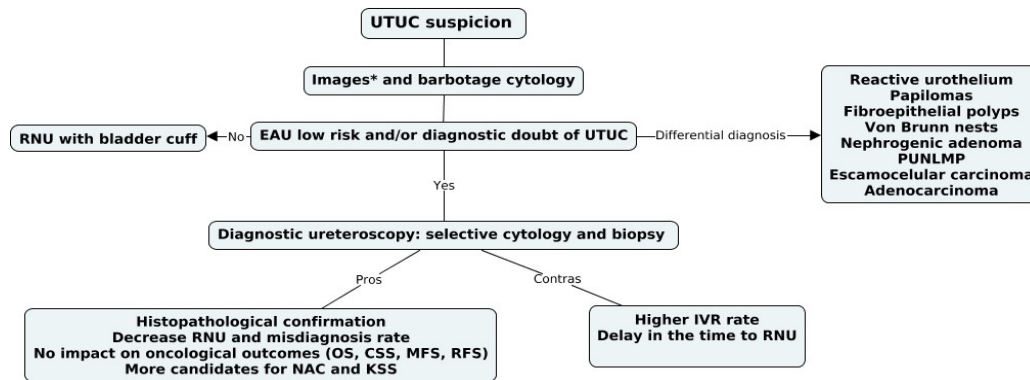 UTUC suspicion
Images* and barbotage cytology
EAU low risk and/or diagnostic doubt of UTUC
No
RNU with bladder cuff
Differential diagnosis
Reactive urothelium
Papilomas
Fibroepithelial polyps
Von Brunn nests
Nephrogenic adenoma
PUNLMP
Escamocelular carcinoma
Adenocarcinoma
Yes
Diagnostic ureteroscopy: selective cytology and biopsy
Pros
Contras
Histopathological confirmation
Decrease RNU and misdiagnosis rate
No impact on oncological outcomes (OS, CSS, MFS, RFS)
More candidates for NAC and KSS
Higher IVR rate
Delay in the time to RNU